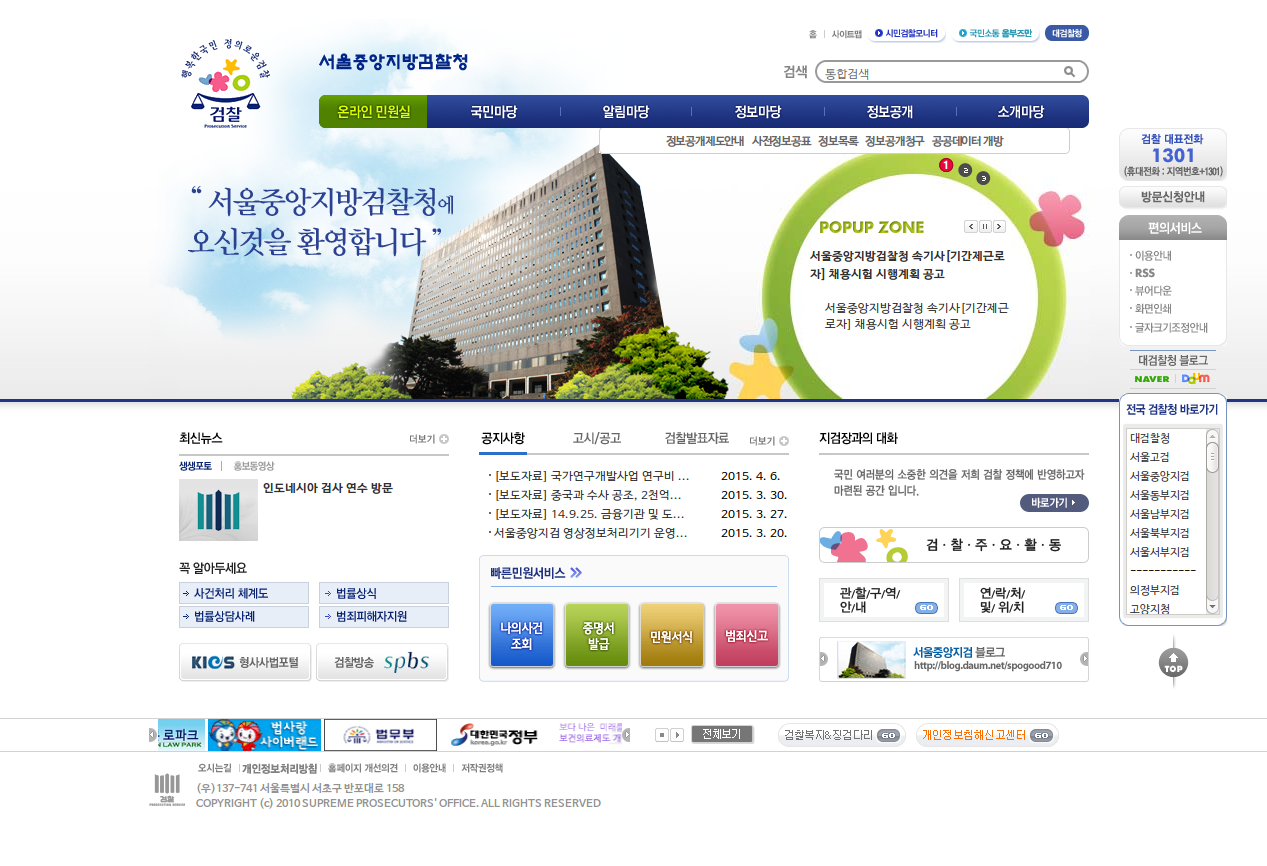 홈 | 사이트맵
시민검찰모니터
국민소통 옴부즈만
대검찰청
행복한국민 정의로운검찰
검찰
Prosecution Service
서울중앙지방검찰청
검색
통합검색
온라인 민원실
국민마당
알림마당
정보마당
정보공개
소개마당
정보공개제도안내 사전정보공표 정보목록 정보공개청구 공공데이터 개방
“ 서울중앙지방검찰청에
오신것을 환영합니다 ”
1
2
3
POPUP ZONE
서울중앙지방검찰청 속기사 [기간제근로
자] 채용시험 시행계획 공고
서울중앙지방검찰청 속기사 [기간제근
로자] 채용시험 시행계획 공고
검찰 대표전화
1301
(휴대전화 : 지역번호+1301)
방문신청안내
편의서비스
· 이용안내
· RSS
· 뷰어다운
· 화면인쇄
· 글자크기조정안내
대검찰청 블로그
NAVER | Daum
전국 검찰청 바로가기
대검찰청
서울고검
서울중앙지검
서울동부지검
서울남부지검
서울북부지검
서울서부지검
-----------
의정부지검
고양지청
TOP
최신뉴스
더보기
생생포토 | 홍보동영상
인도네시아 검사 연수 방문
꼭 알아두세요
사건처리 체계도
법률상식
법률상담사례
범죄피해자지원
KICS 형사사법포털
검찰방송 spbs
공지사항
고시/공고
검찰발표자료
더보기
· [보도자료] 국가연구개발사업 연구비 ... 2015. 4. 6.
· [보도자료] 중국과 수사 공조, 2천억... 2015. 3. 30.
· [보도자료] 14.9.25. 금융기관 및 도... 2015. 3. 27.
· 서울중앙지검 영상정보처리기기 운영... 2015. 3. 20.
빠른민원서비스
나의사건
조회
증명서
발급
민원서식
범죄신고
지검장과의 대화
국민 여러분의 소중한 의견을 저희 검찰 정책에 반영하고자
마련된 공간 입니다.
바로가기
검·찰·주·요·활·동
관/할/구/역/
안/내
GO
연/락/처/
및/ 위/치
GO
서울중앙지검 블로그
http://blog.daum.net/spogood710
로파크
N LAW PARK
법사랑
사이버랜드
법무부
MINISTRY OF JUSTICE
대한민국정부
korea.go.kr
보다 나은 미래를
보건의료제도 개
전체보기
검찰복지&징검다리 GO
개인정보침해신고센터 GO
오시는길 | 개인정보처리방침 | 홈페이지 개선의견 | 이용안내 | 저작권정책
검찰
PROSECUTION SERVICE
(우)137-741 서울특별시 서초구 반포대로 158
COPYRIGHT (c) 2010 SUPREME PROSECUTORS' OFFICE. ALL RIGHTS RESERVED